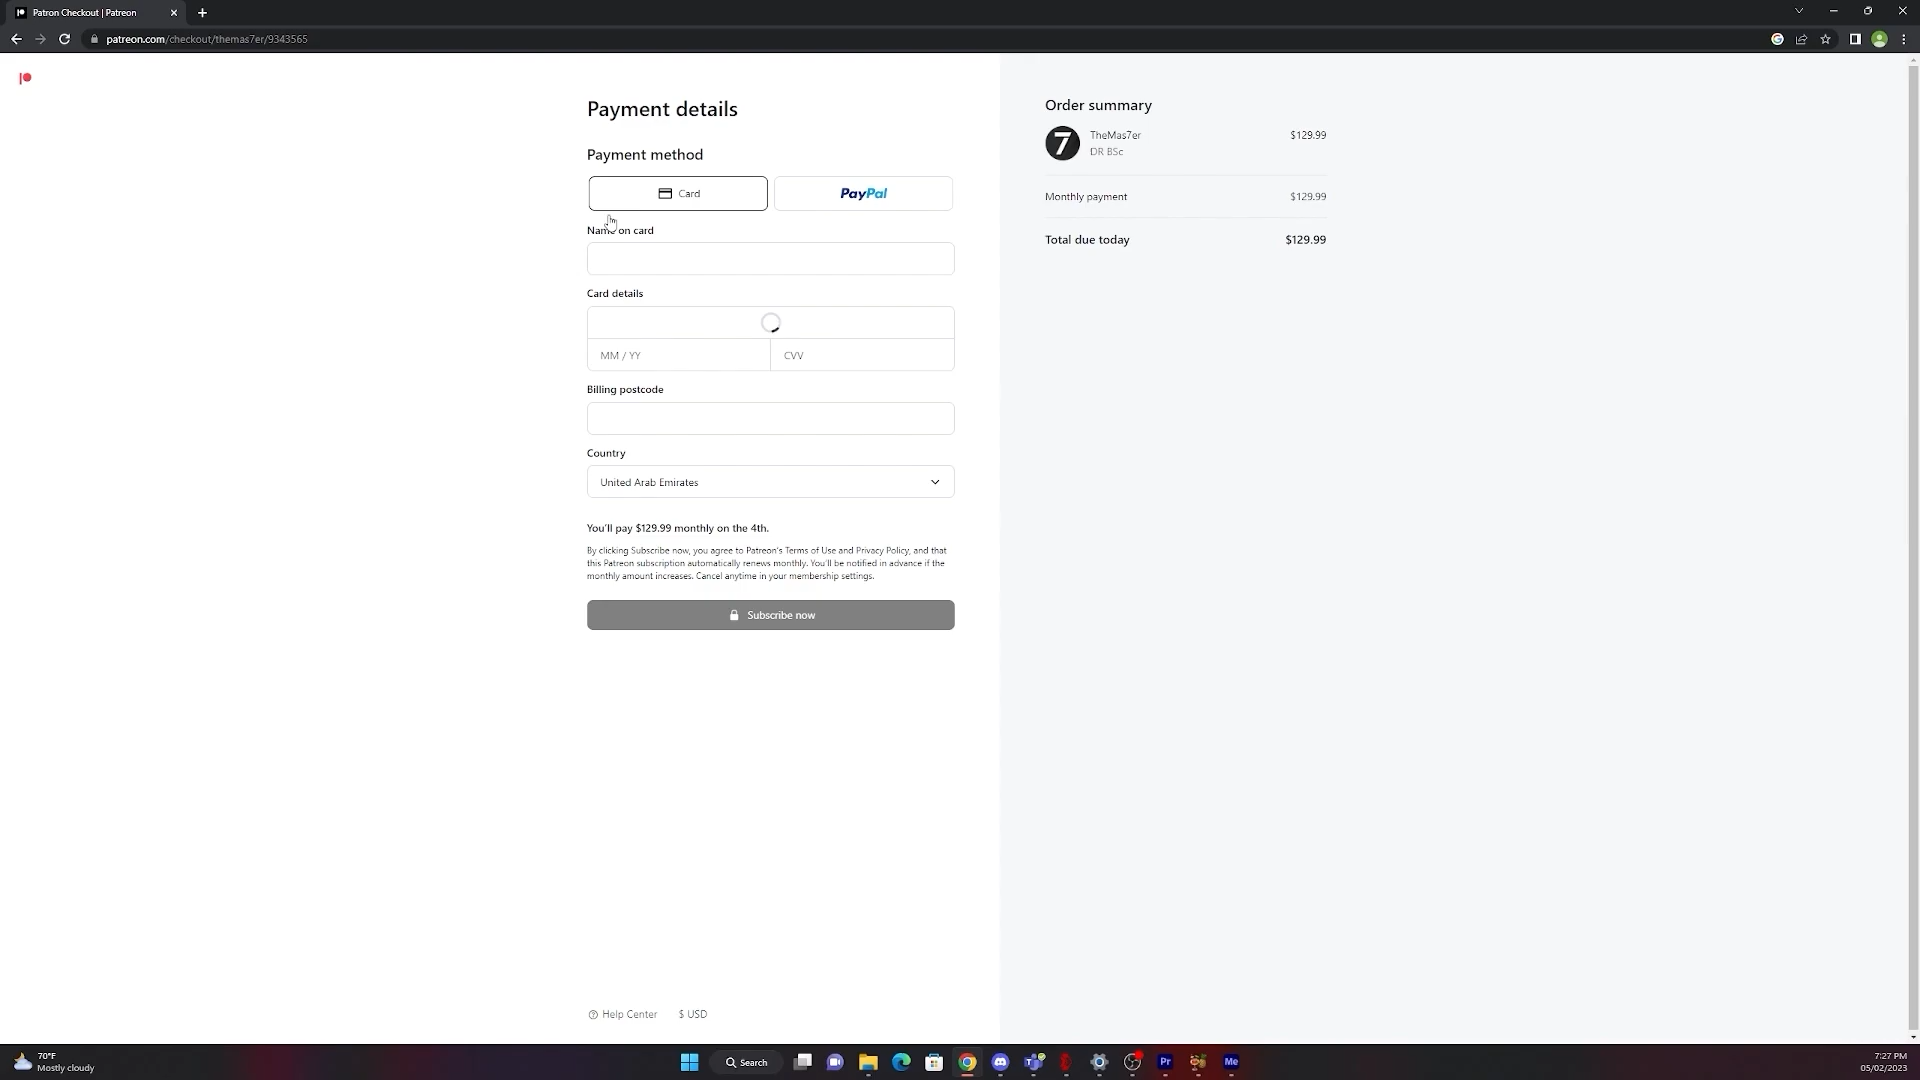 Patron Checkout | Patreon
patreon.com/checkout/themas7er/9343565
Payment details
Payment method
Card
PayPal
Name on card
Card details
MM / YY
CVV
Billing postcode
Country
United Arab Emirates
You'll pay $129.99 monthly on the 4th.
By clicking Subscribe now, you agree to Patreon's Terms of Use and Privacy Policy, and that
this Patreon subscription automatically renews monthly. You'll be notified in advance if the
monthly amount increases. Cancel anytime in your membership settings.
Subscribe now
Help Center
$ USD
Order summary
7
TheMas7er
$129.99
DR BSc
Monthly payment
$129.99
Total due today
$129.99
70°F
Mostly cloudy
Search
Pr
Me
7:27 PM
05/02/2023